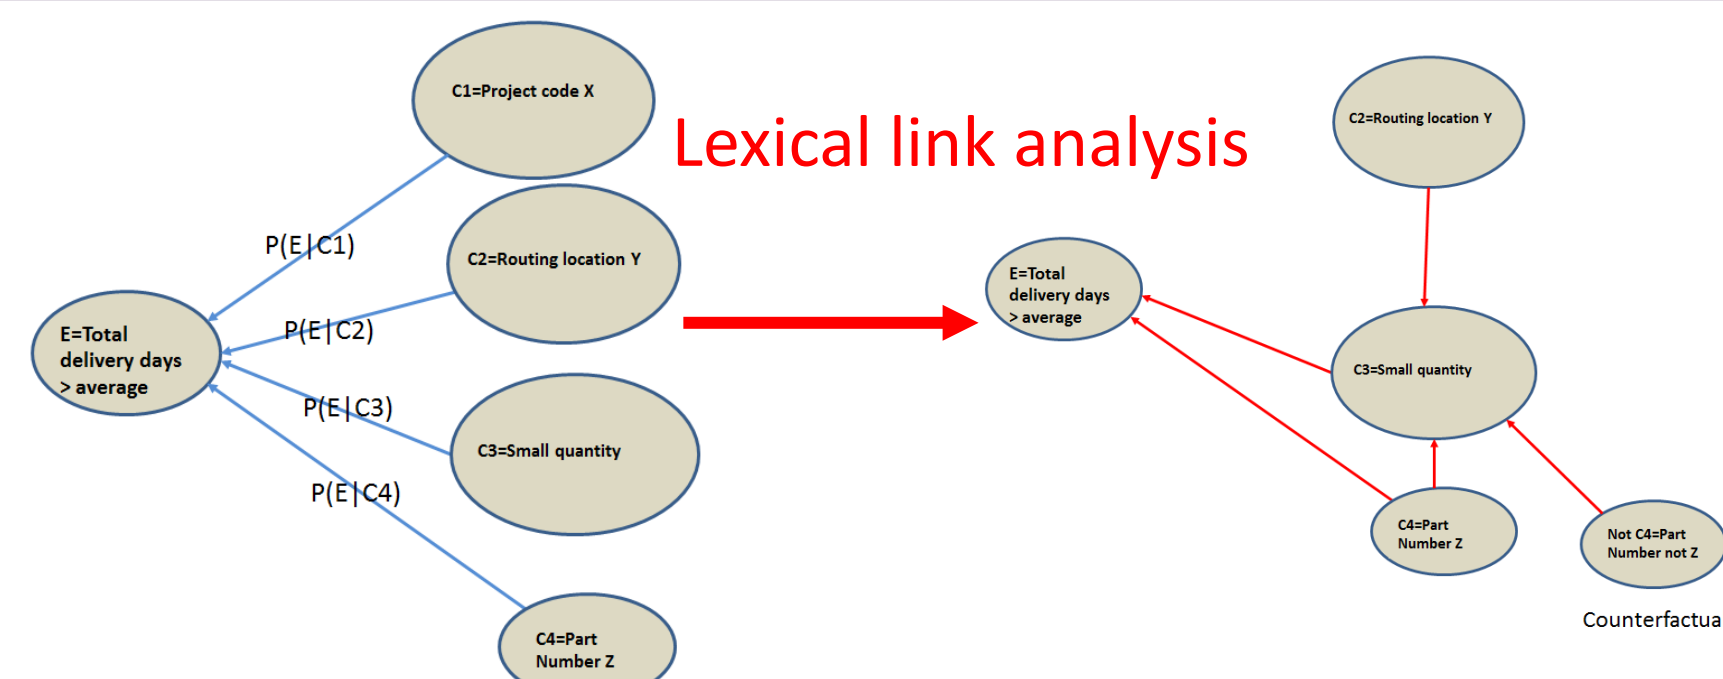 C1=Project code X
Lexical link analysis
C2=Routing location Y
P(E|C1)
C2=Routing location Y
E=Total
delivery days
> average
P(E|C2)
E=Total
delivery days
> average
C3=Small quantity
P(E|C3)
C3=Small quantity
P(E|C4)
C4=Part
Number Z
Not C4=Part
Number not Z
Counterfactua
C4=Part
Number Z